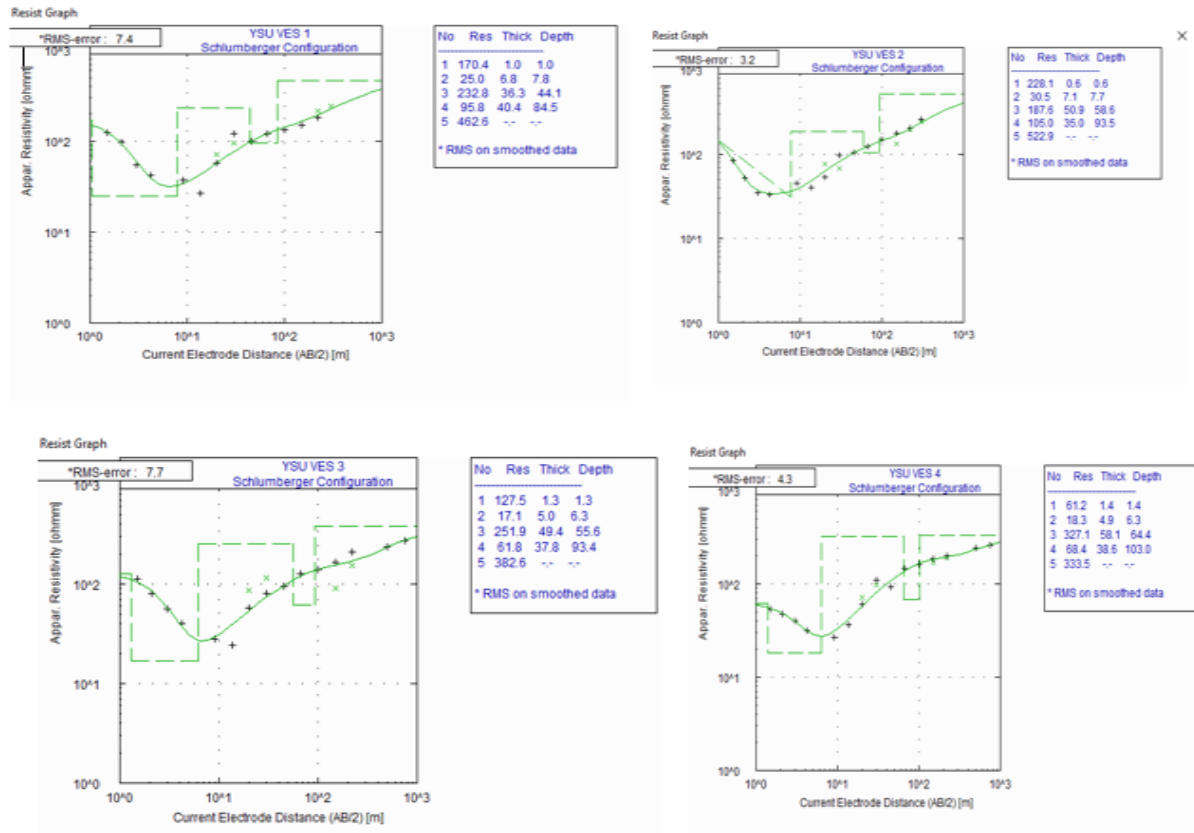 Resist Graph
*RMS-error : 7.4
YSU VES 1
Schlumberger Configuration
10^3
10^2
10^1
10^0
Appar. Resistivity [ohmm]
10^0 10^1 10^2 10^3
Current Electrode Distance (AB/2) [m]
No Res Thick Depth
1 170.4 1.0 1.0
2 25.0 6.8 7.8
3 232.8 36.3 44.1
4 95.8 40.4 84.5
5 462.6 -.- -.-
* RMS on smoothed data
Resist Graph
*RMS-error : 3.2
YSU VES 2
Schlumberger Configuration
10^3
10^2
10^1
10^0
Appar. Resistivity [ohmm]
10^0 10^1 10^2 10^3
Current Electrode Distance (AB/2) [m]
No Res Thick Depth
1 228.1 0.6 0.6
2 30.5 7.1 7.7
3 187.6 50.9 58.6
4 105.0 35.0 93.5
5 522.9 -.- -.-
* RMS on smoothed data
Resist Graph
*RMS-error : 7.7
YSU VES 3
Schlumberger Configuration
10^3
10^2
10^1
10^0
Appar. Resistivity [ohmm]
10^0 10^1 10^2 10^3
Current Electrode Distance (AB/2) [m]
No Res Thick Depth
1 127.5 1.3 1.3
2 17.1 5.0 6.3
3 251.9 49.4 55.6
4 61.8 37.8 93.4
5 382.6 -.- -.-
* RMS on smoothed data
Resist Graph
*RMS-error : 4.3
YSU VES 4
Schlumberger Configuration
10^3
10^2
10^1
10^0
Appar. Resistivity [ohmm]
10^0 10^1 10^2 10^3
Current Electrode Distance (AB/2) [m]
No Res Thick Depth
1 61.2 1.4 1.4
2 18.3 4.9 6.3
3 327.1 58.1 64.4
4 68.4 38.6 103.0
5 333.5 -.- -.-
* RMS on smoothed data